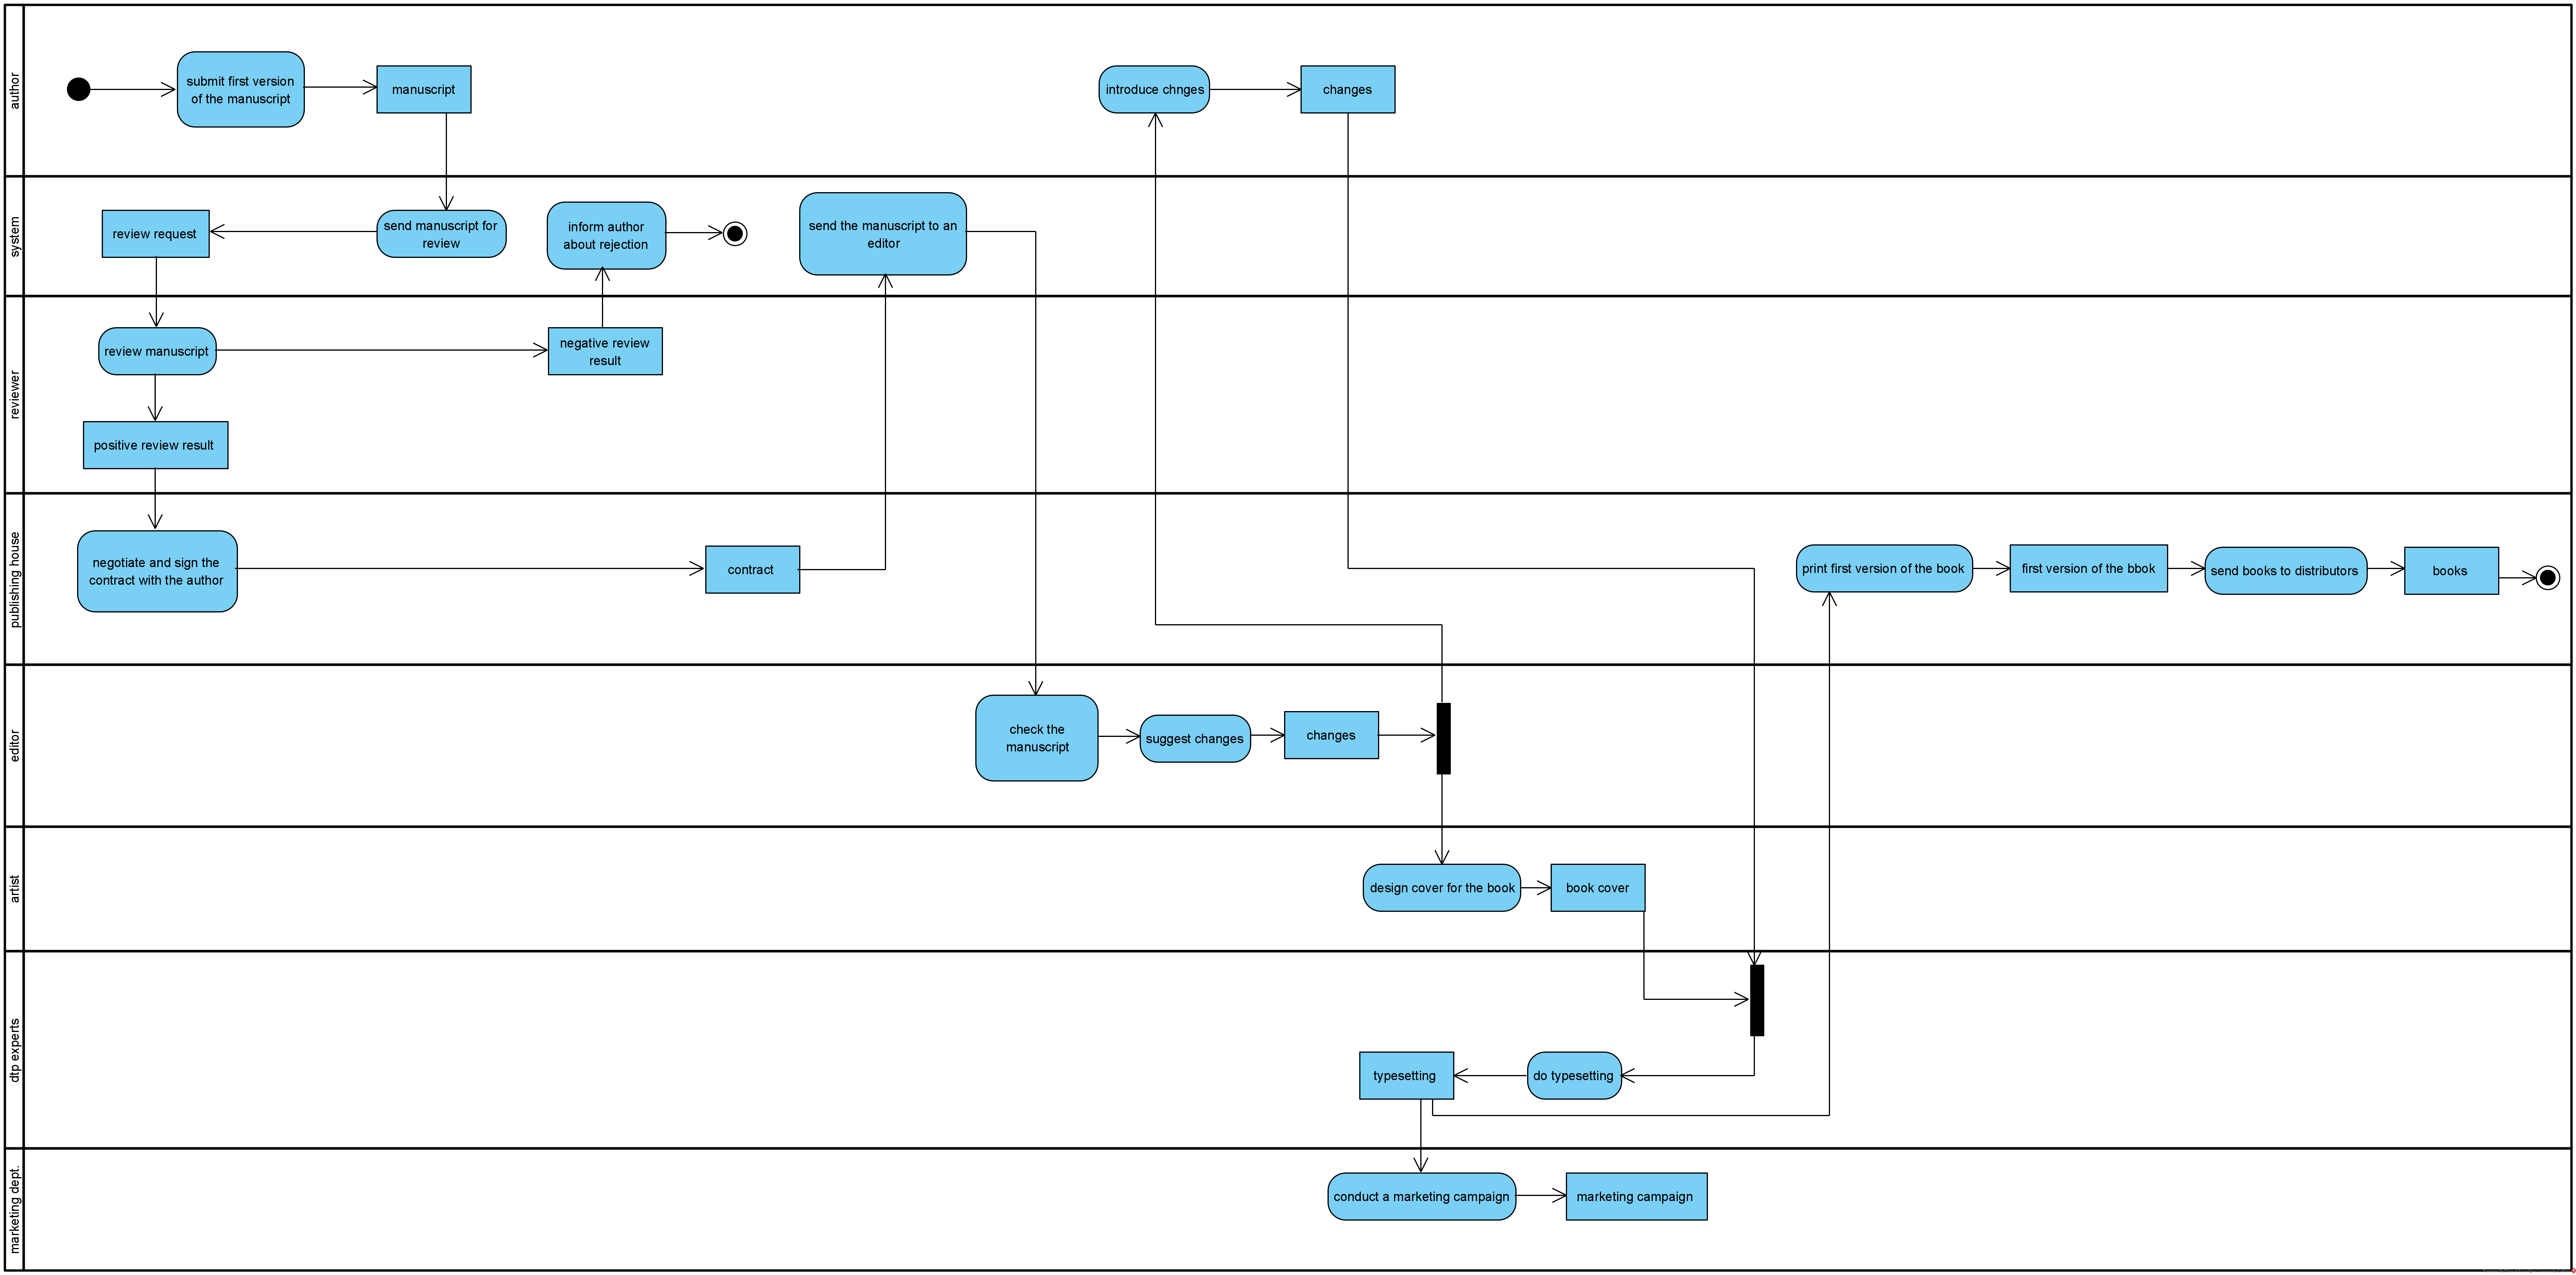 author
submit first version
of the manuscript
manuscript
introduce chnges
changes
system
review request
send manuscript for
review
inform author
about rejection
send the manuscript to an
editor
reviewer
review manuscript
negative review
result
positive review result
publishing house
negotiate and sign the
contract with the author
contract
print first version of the book
first version of the bbok
send books to distributors
books
editor
check the
manuscript
suggest changes
changes
artist
design cover for the book
book cover
dtp experts
typesetting
do typesetting
marketing dept.
conduct a marketing campaign
marketing campaign